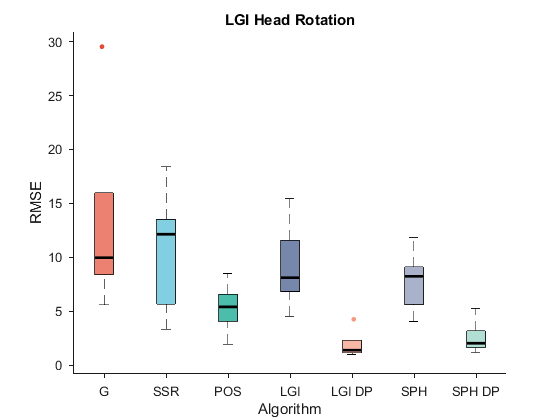 LGI Head Rotation
30
25
20
15
10
5
0
RMSE
G SSR POS LGI LGI DP SPH SPH DP
Algorithm